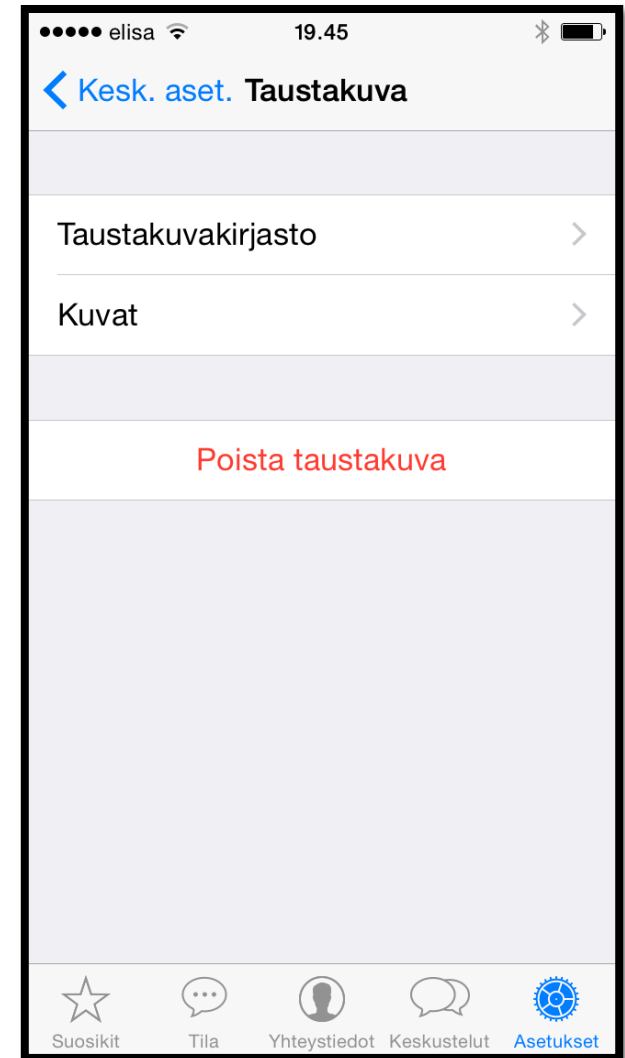 elisa 19.45
Kesk. aset. Taustakuva
Taustakuvakirjasto
Kuvat
Poista taustakuva
Suosikit Tila Yhteystiedot Keskustelut Asetukset